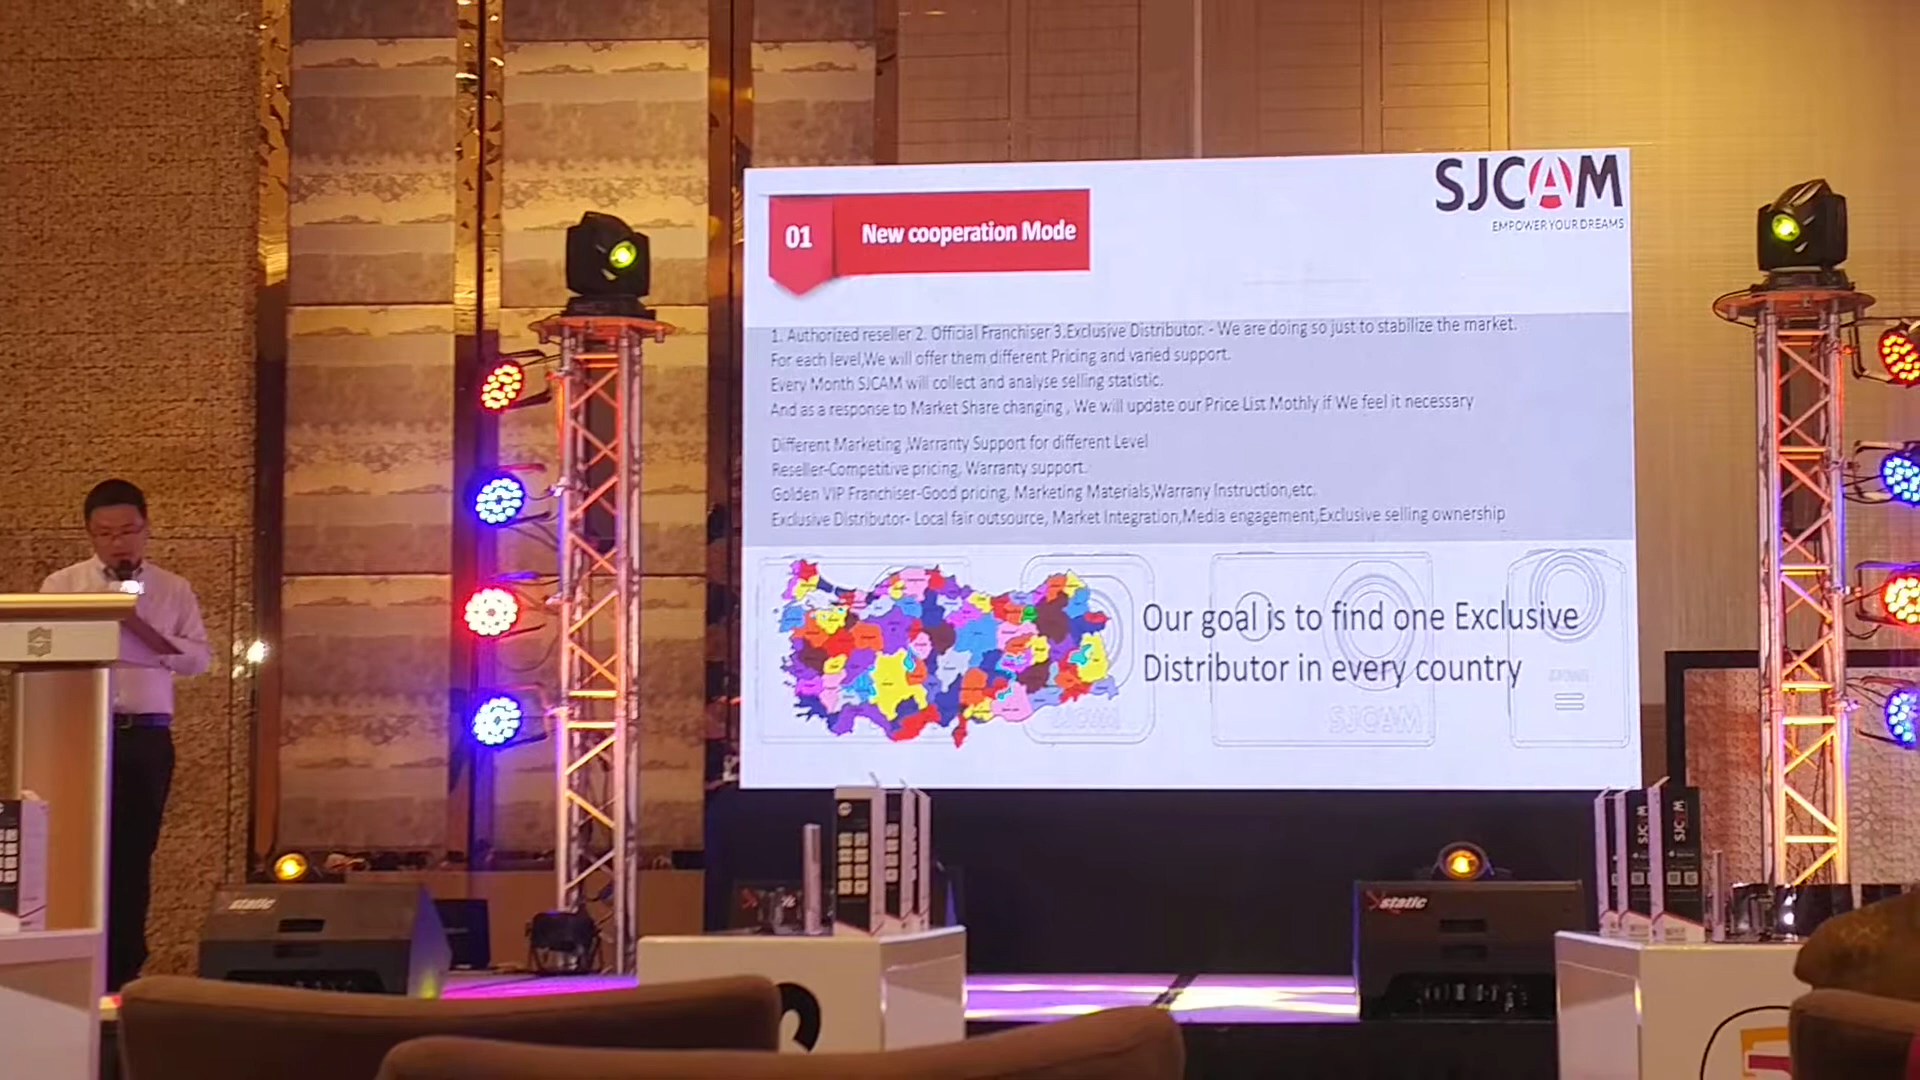 SJCAM
EMPOWER YOUR DREAMS
01
New cooperation Mode
1. Authorized reseller 2. Official Franchiser 3.Exclusive Distributor. - We are doing so just to stabilize the market.
For each level,We will offer them different Pricing and varied support.
Every Month SJCAM will collect and analyse selling statistic.
And as a response to Market Share changing , We will update our Price List Mothly if We feel it necessary
Different Marketing ,Warranty Support for different Level
Reseller-Competitive pricing, Warranty support.
Golden VIP Franchiser-Good pricing, Marketing Materials,Warrany Instruction,etc.
Exclusive Distributor- Local fair outsource, Market Integration,Media engagement,Exclusive selling ownership
Our goal is to find one Exclusive
Distributor in every country
SJCAM
SJCAM
static
static
SJCAM
SJCAM